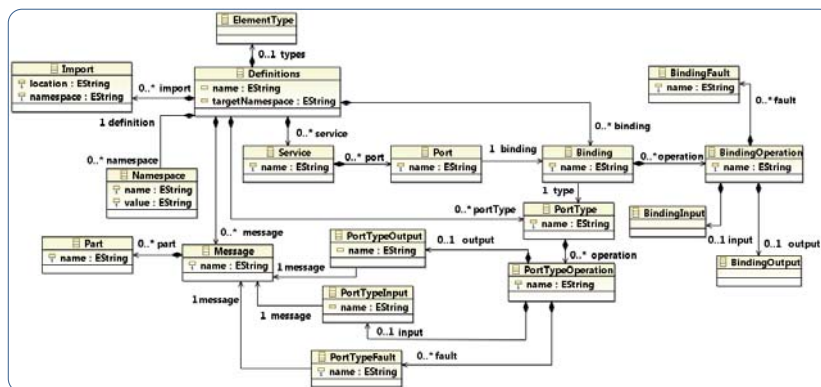 ElementType
0..1 types
Import
location : EString
namespace : EString
0..* import
Definitions
name : EString
targetNamespace : EString
BindingFault
name : EString
0..* fault
1 definition
0..* service
0..* binding
0..* namespace
Namespace
name : EString
value : EString
Service
name : EString
0..* port
Port
name : EString
1 binding
Binding
name : EString
0..*operation
BindingOperation
name : EString
1 type
0..* portType
PortType
name : EString
BindingInput
0..1 input
0..1 output
BindingOutput
0..* message
Part
name : EString
0..* part
Message
name : EString
PortTypeOutput
name : EString
0..1 output
0..* operation
1message
PortTypeOperation
name : EString
1message
1 message
PortTypeInput
name : EString
0..1 input
PortTypeFault
name : EString
0..*fault